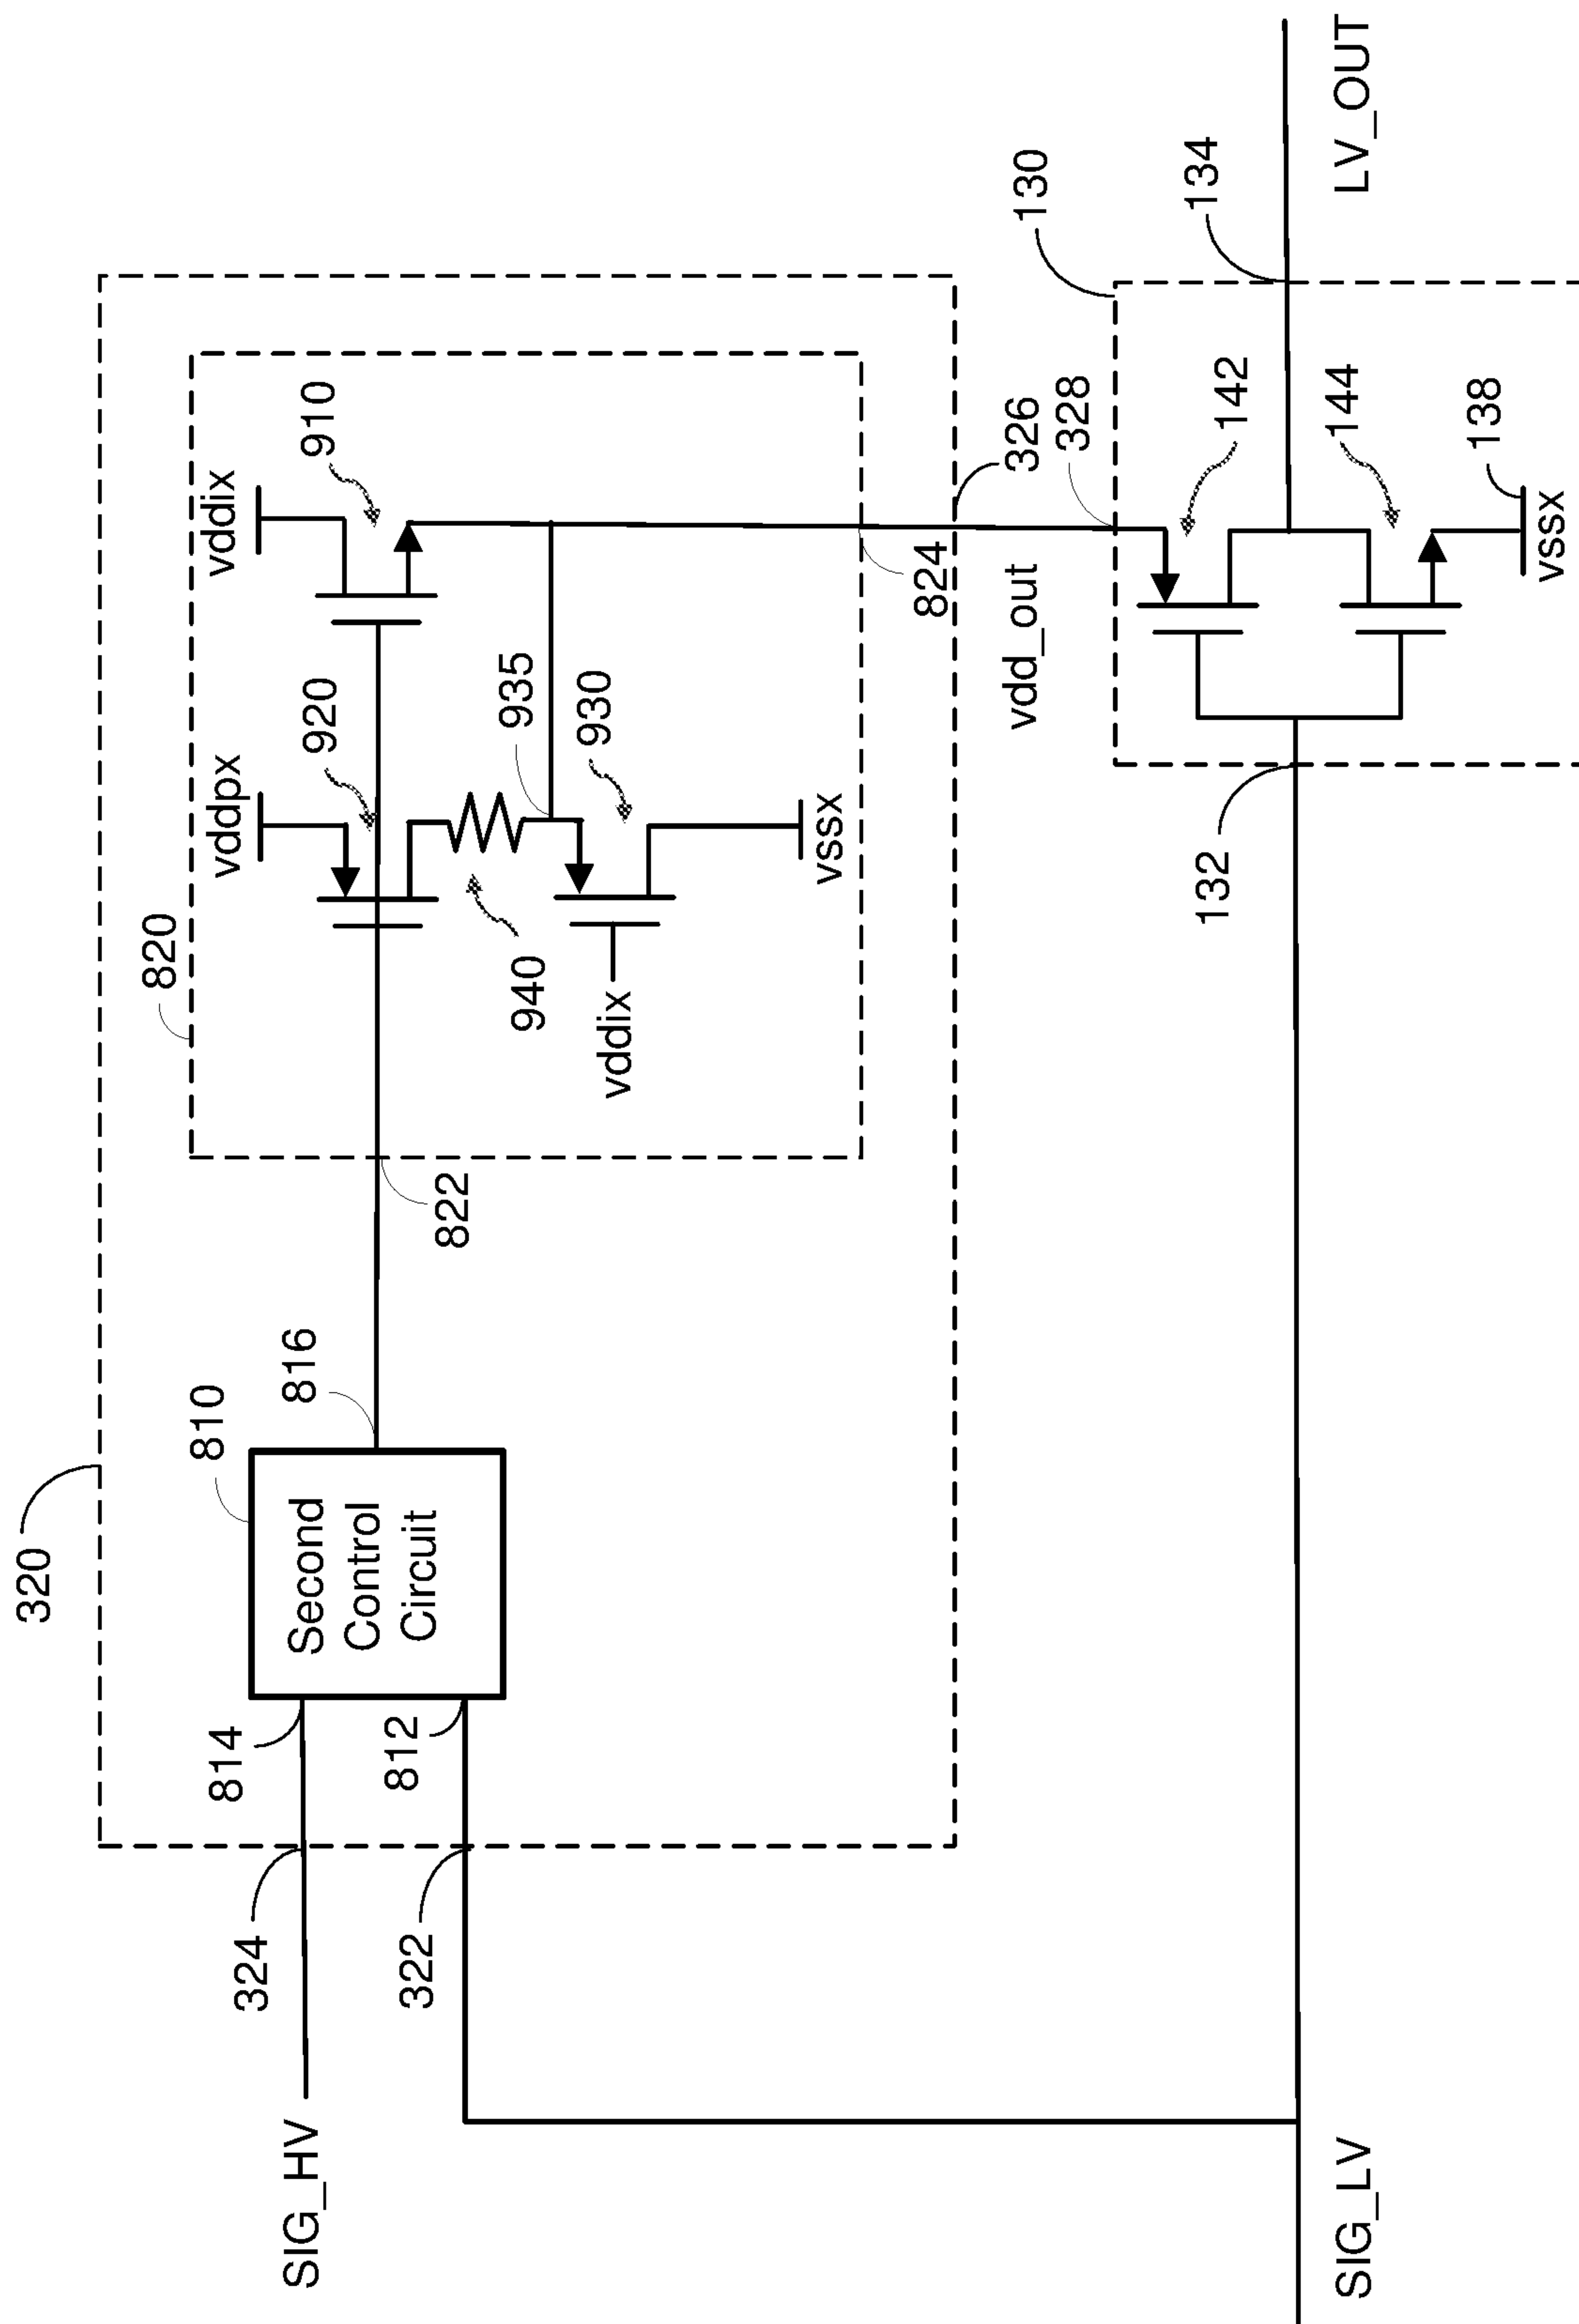 320
820
vddpx
vddix
920
910
810
816
Second
Control
Circuit
SIG_HV
324
814
822
940
935
930
vddix
vssx
322
812
824
326
328
vdd_out
130
134
LV_OUT
142
144
132
138
vssx
SIG_LV